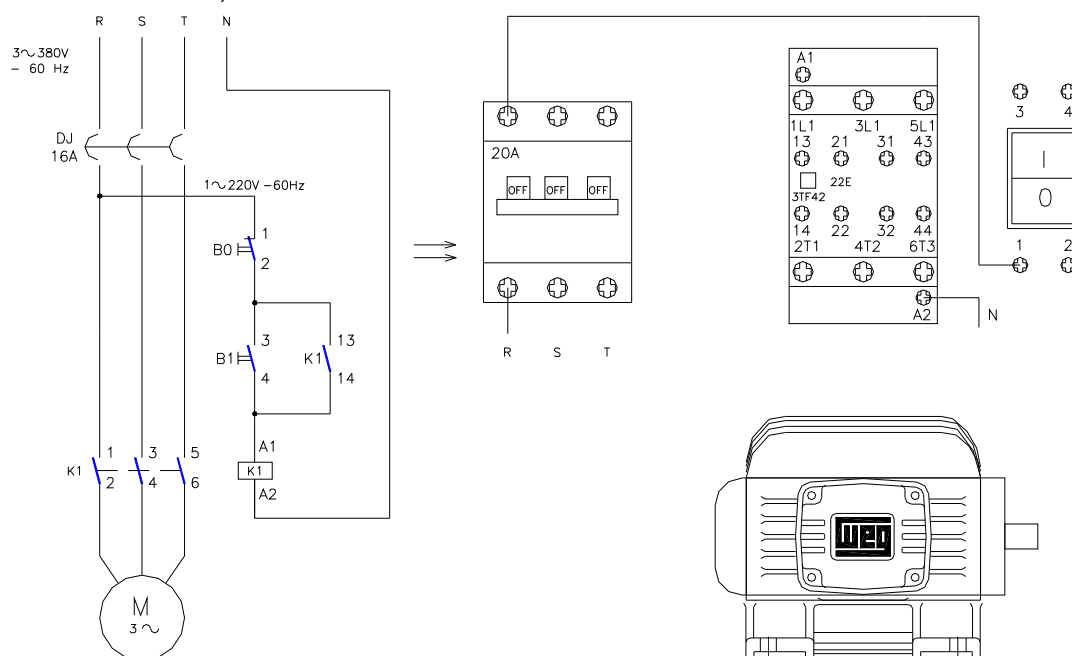 R S T N
3~380V
- 60 Hz
DJ
16A
1~220V-60Hz
B0
1
2
B1
3
4
K1
13
14
A1
K1
A2
K1
1
2
3
4
5
6
M
3~
20A
OFF OFF OFF
R S T
A1
1L1 3L1 5L1
13 21 31 43
22E
3TF42
14 22 32 44
2T1 4T2 6T3
A2
N
3 4
I
O
1 2
WEG